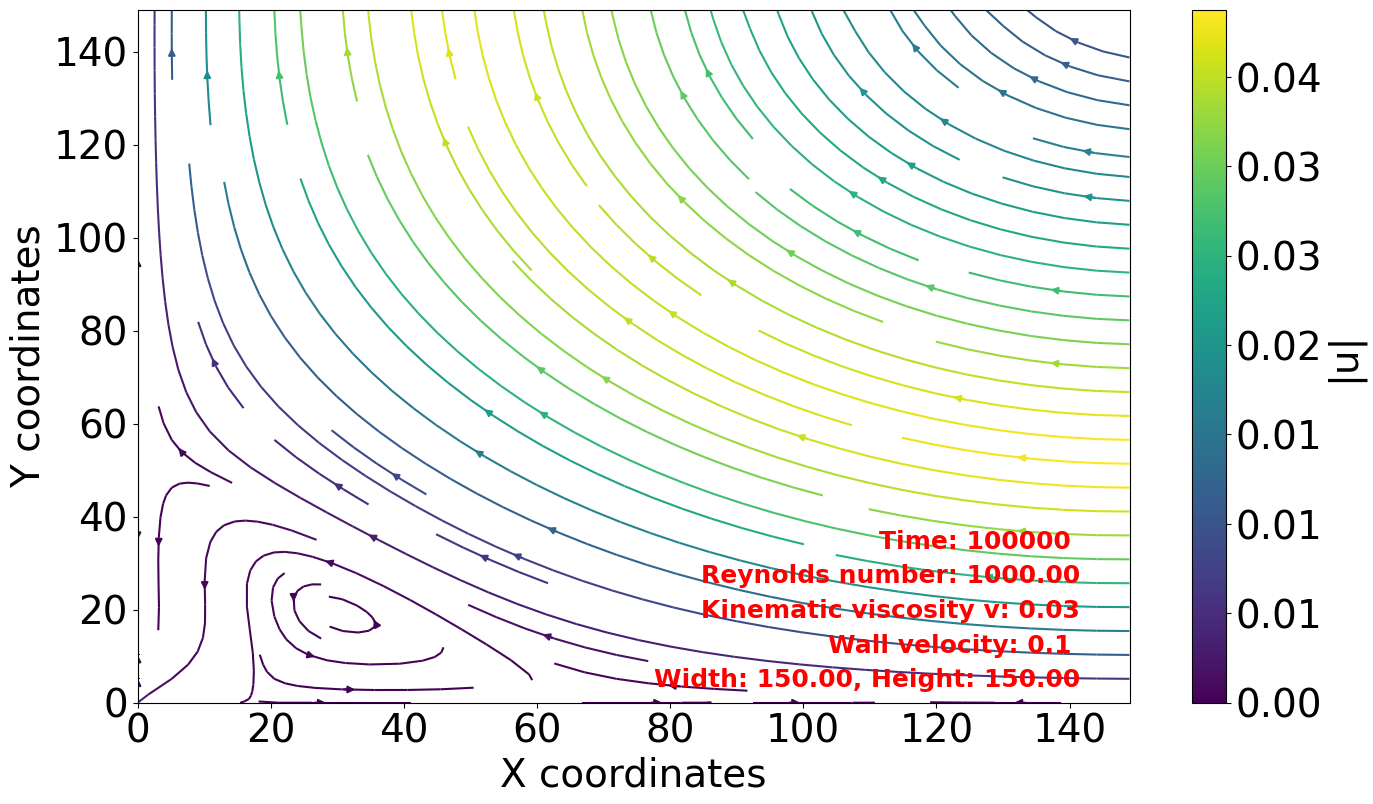 140
120
100
80
60
40
20
0
Y coordinates
0 20 40 60 80 100 120 140
X coordinates
Time: 100000
Reynolds number: 1000.00
Kinematic viscosity v: 0.03
Wall velocity: 0.1
Width: 150.00, Height: 150.00
0.04
0.03
0.03
0.02
0.01
0.01
0.01
0.00
|u|